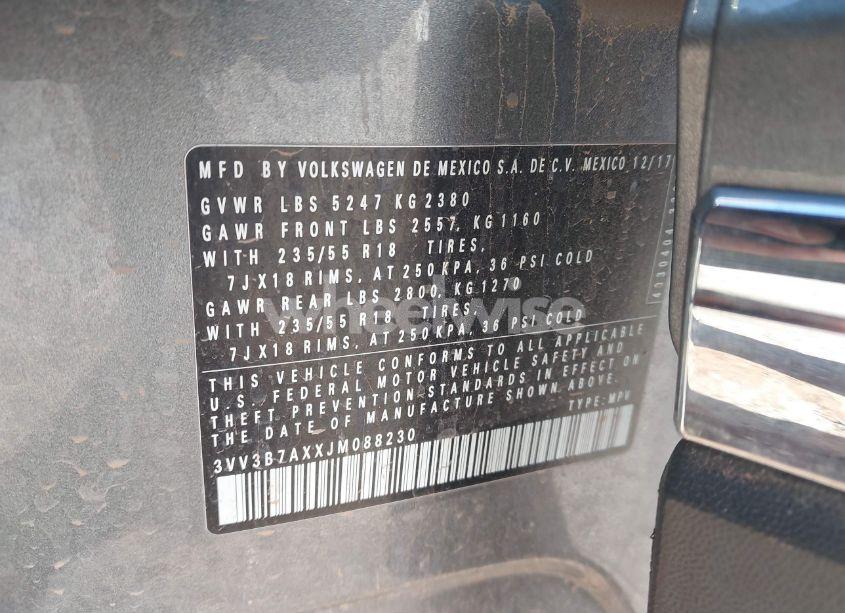 MFD BY VOLKSWAGEN DE MEXICO S.A. DE C.V. MEXICO 12/17
GVWR LBS 5247 KG 2380
GAWR FRONT LBS 2557, KG 1160
WITH 235/55 R18 TIRES,
7JX18 RIMS, AT 250 KPA, 36 PSI COLD
GAWR REAR LBS 2800, KG 1270
WITH 235/55 R18 TIRES,
7JX18 RIMS, AT 250 KPA, 36 PSI COLD
THIS VEHICLE CONFORMS TO ALL APPLICABLE
U.S. FEDERAL MOTOR VEHICLE SAFETY AND
THEFT PREVENTION STANDARDS IN EFFECT ON
THE DATE OF MANUFACTURE SHOWN ABOVE.
3VV3B7AXXJM088230 TYPE:MPV
wheelwise